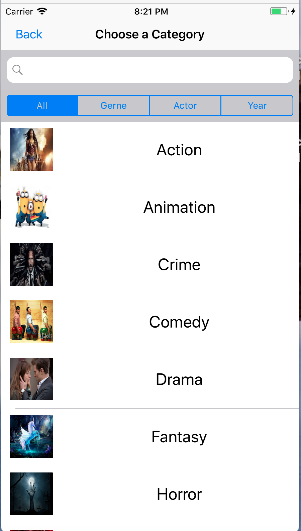 Carrier 8:21 PM
Back Choose a Category
All Gerne Actor Year
Action
Animation
Crime
Comedy
Drama
Fantasy
Horror